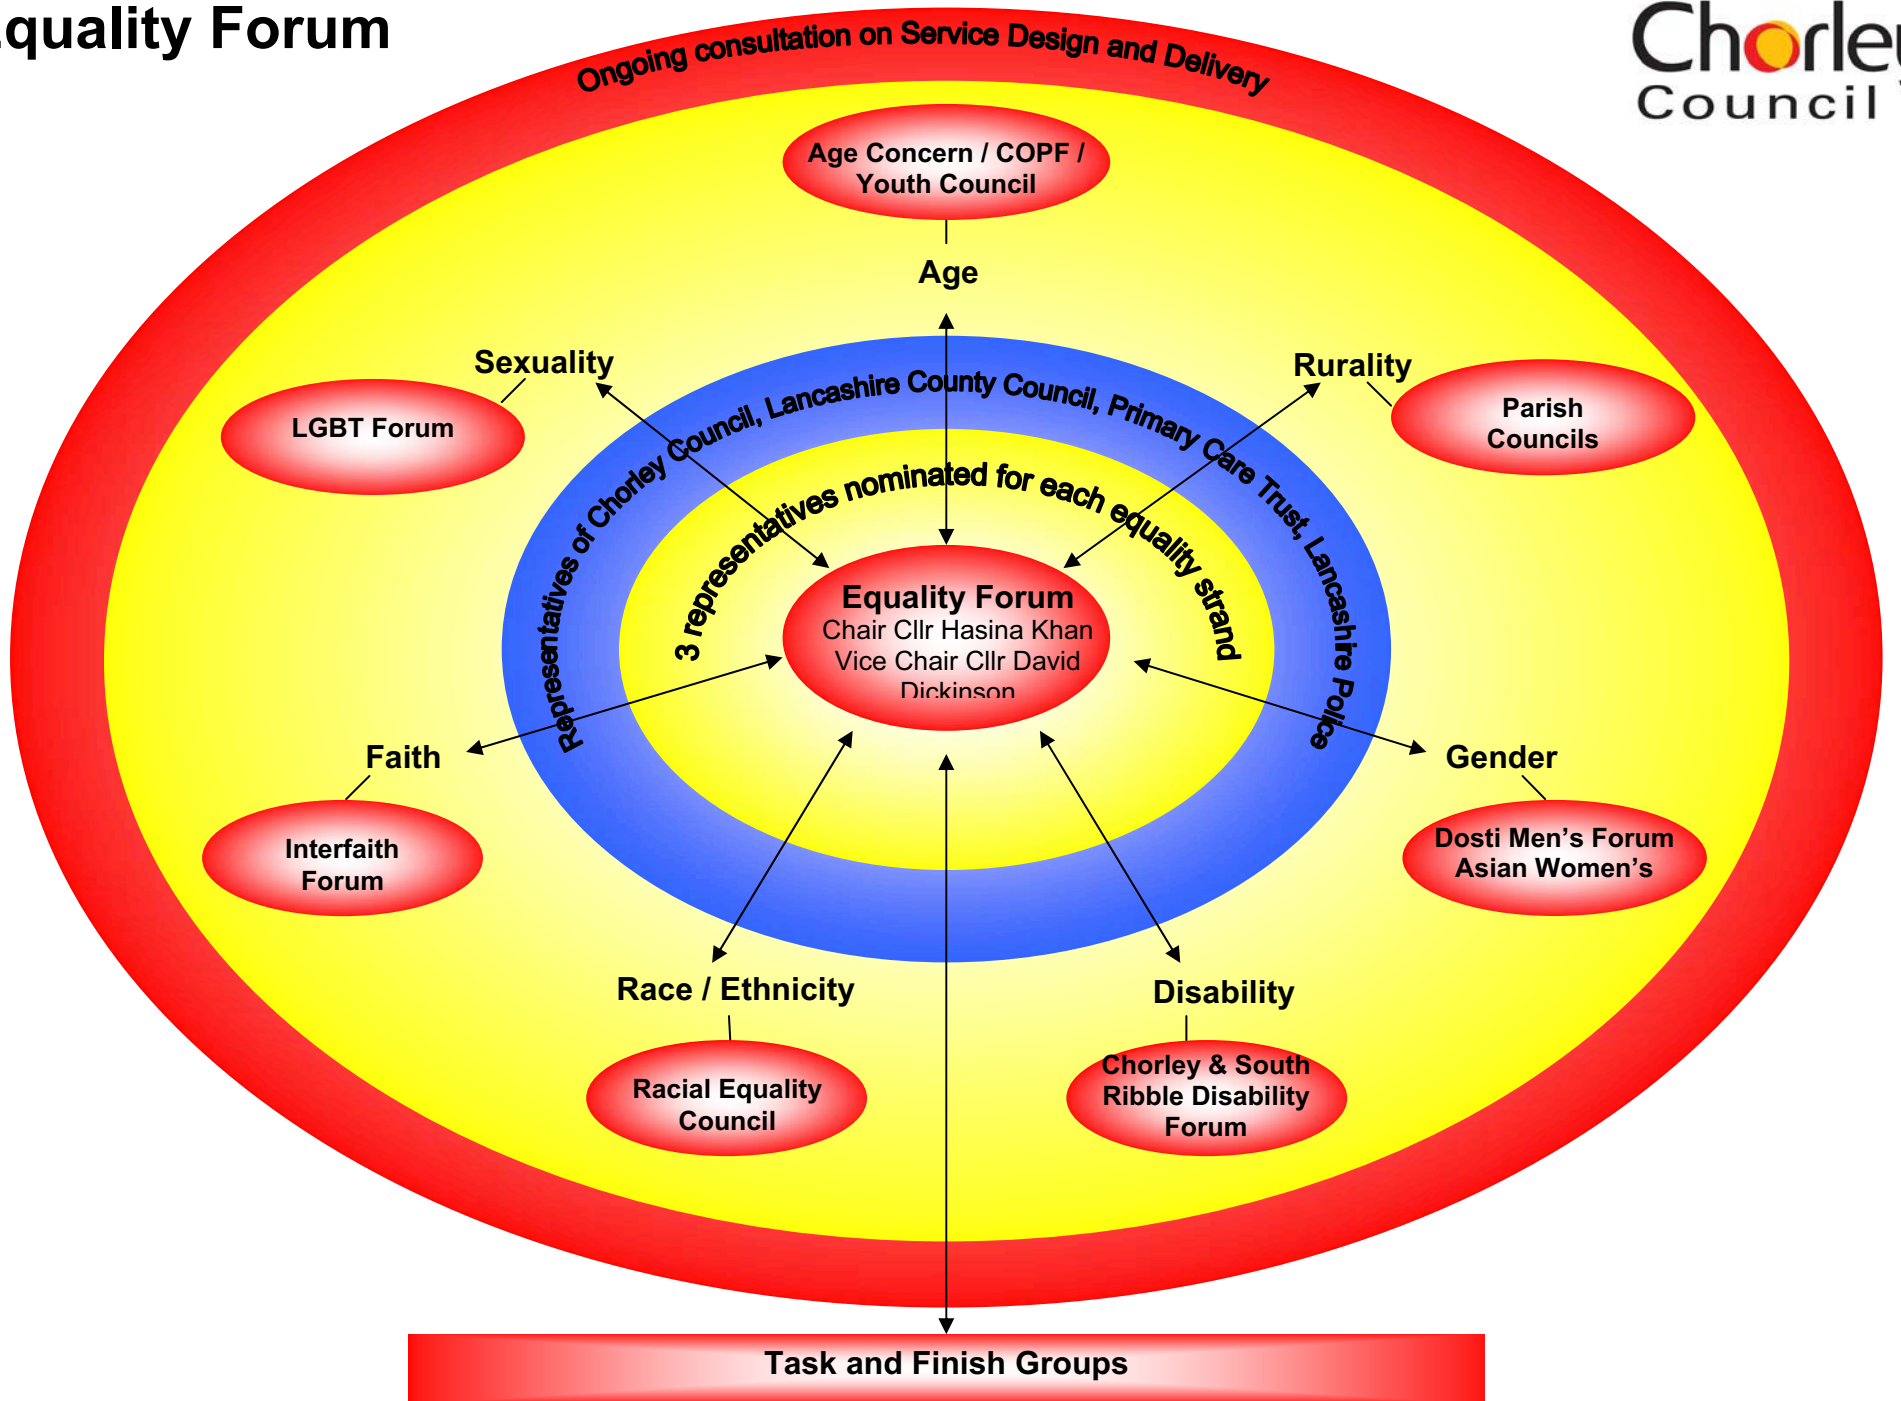 Equality Forum
Chorley
Council
Ongoing consultation on Service Design and Delivery
Age Concern / COPF /
Youth Council
Age
Sexuality
LGBT Forum
Rurality
Parish
Councils
Representatives of Chorley Council, Lancashire County Council, Primary Care Trust, Lancashire Police
3 representatives nominated for each equality strand
Equality Forum
Chair Cllr Hasina Khan
Vice Chair Cllr David
Dickinson
Faith
Interfaith
Forum
Gender
Dosti Men’s Forum
Asian Women’s
Race / Ethnicity
Racial Equality
Council
Disability
Chorley & South
Ribble Disability
Forum
Task and Finish Groups